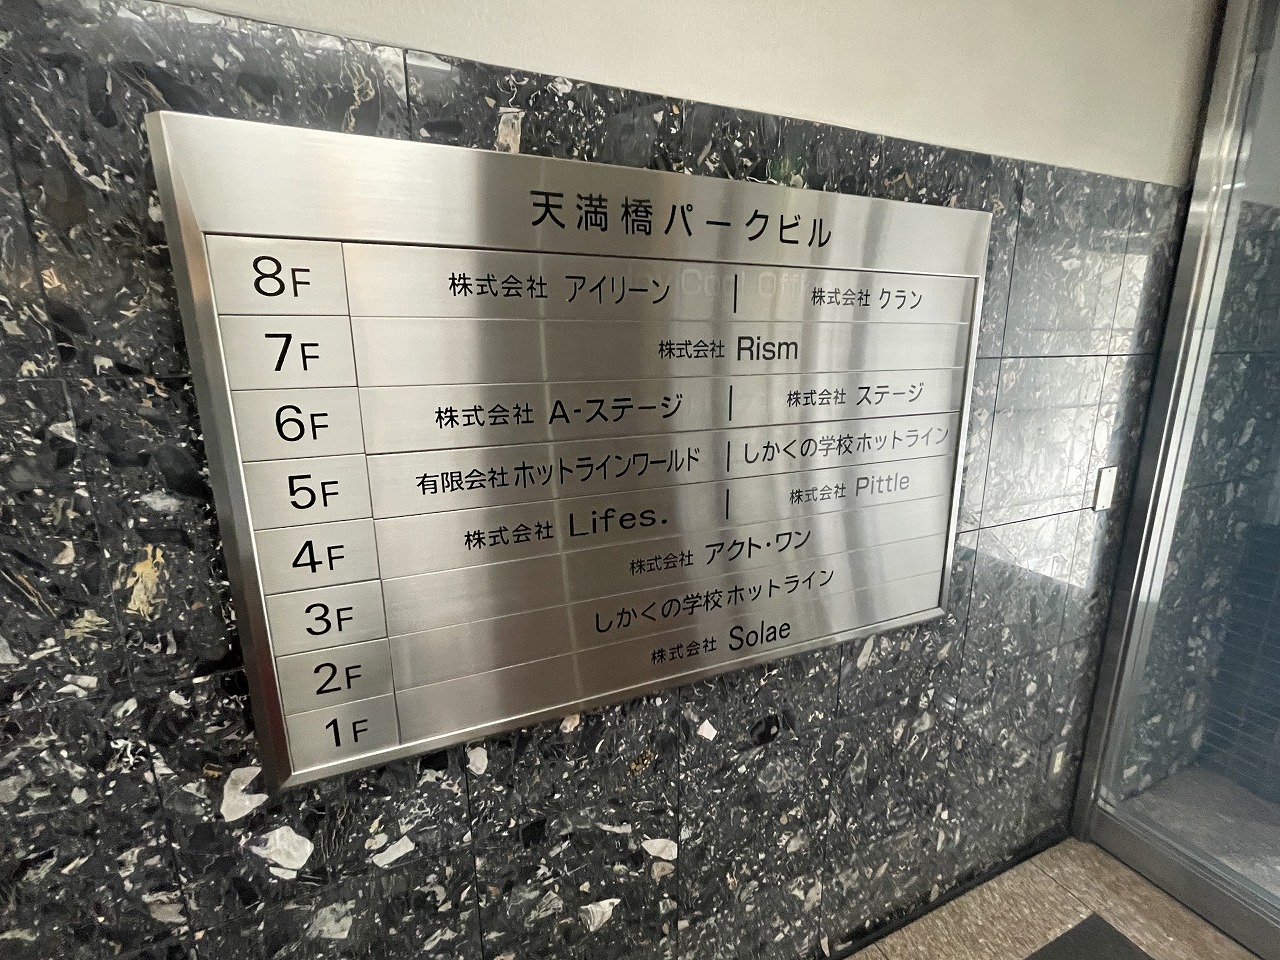 天満橋パークビル
8F 株式会社 アイリーン | 株式会社 クラン
7F 株式会社 Rism
6F 株式会社 A-ステージ | 株式会社 ステージ
5F 有限会社 ホットラインワールド | しかくの学校 ホットライン
4F 株式会社 Lifes. | 株式会社 Pittle
3F 株式会社 アクト・ワン
2F しかくの学校 ホットライン
1F 株式会社 Solae